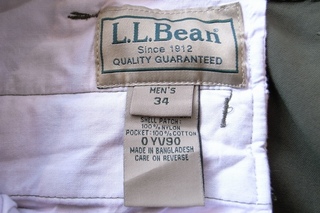 L.L.Bean®
Since 1912
QUALITY GUARANTEED
MEN'S
34
SHELL PATCH:
100% NYLON
POCKET: 100% COTTON
0 YV90
MADE IN BANGLADESH
CARE ON REVERSE